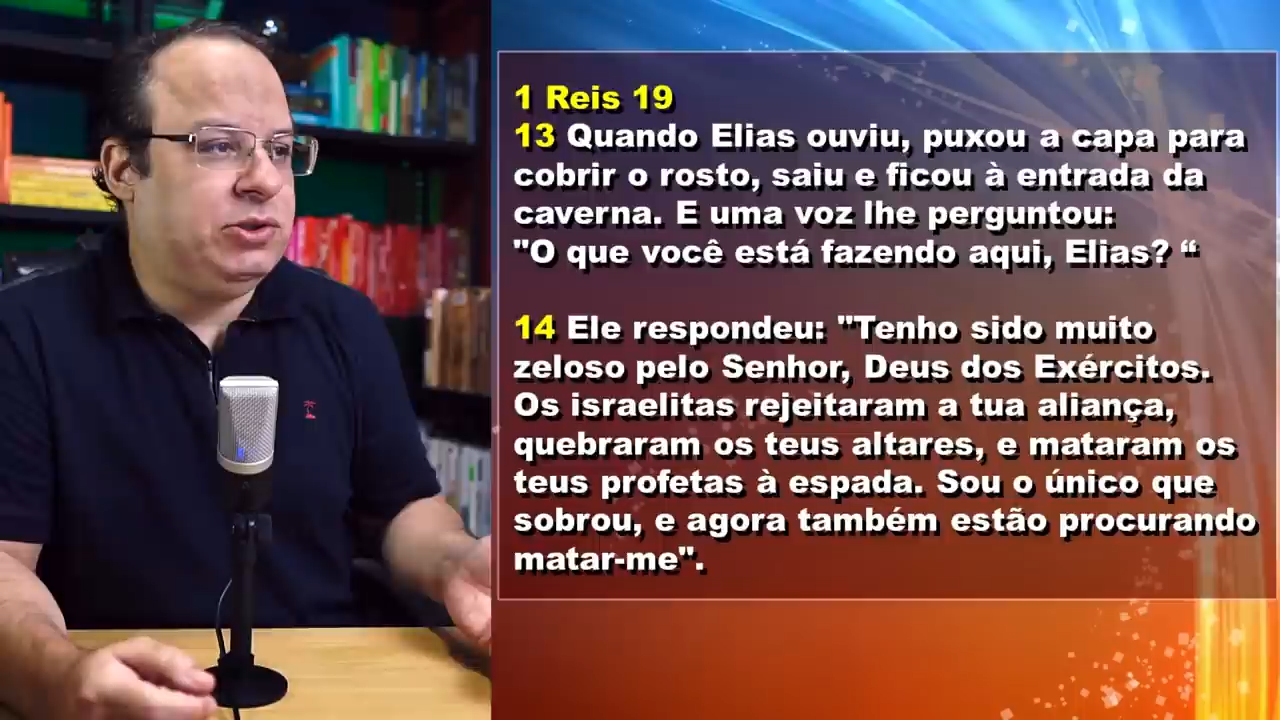 1 Reis 19
13 Quando Elias ouviu, puxou a capa para
cobrir o rosto, saiu e ficou à entrada da
caverna. E uma voz lhe perguntou:
"O que você está fazendo aqui, Elias? “
14 Ele respondeu: "Tenho sido muito
zeloso pelo Senhor, Deus dos Exércitos.
Os israelitas rejeitaram a tua aliança,
quebraram os teus altares, e mataram os
teus profetas à espada. Sou o único que
sobrou, e agora também estão procurando
matar-me".